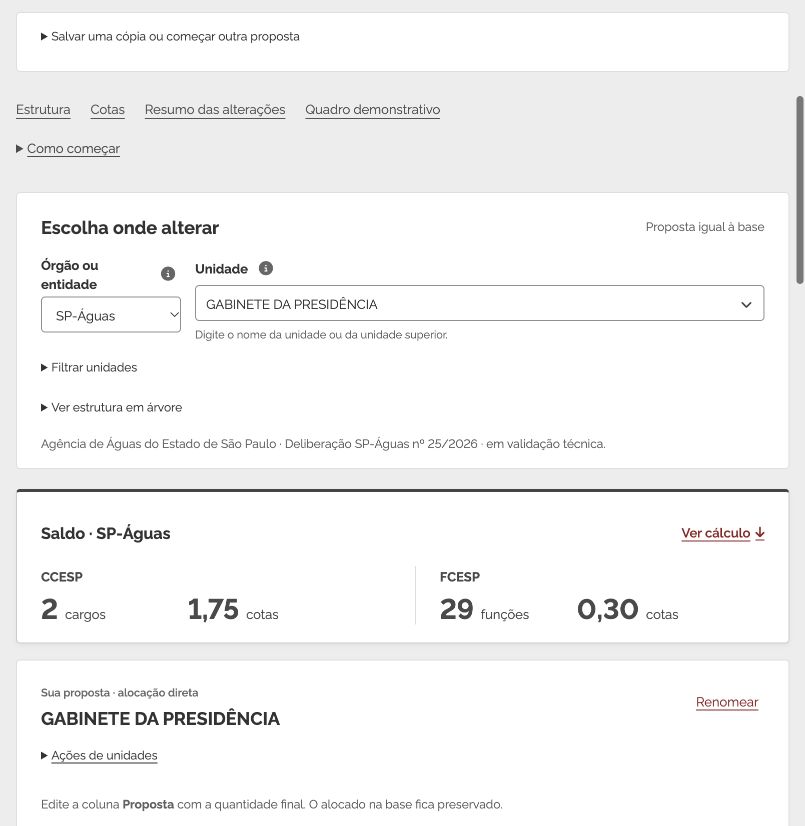 Salvar uma cópia ou começar outra proposta
Estrutura Cotas Resumo das alterações Quadro demonstrativo
Como começar
Escolha onde alterar
Proposta igual à base
Órgão ou
entidade
Unidade
SP-Águas
GABINETE DA PRESIDÊNCIA
Digite o nome da unidade ou da unidade superior.
Filtrar unidades
Ver estrutura em árvore
Agência de Águas do Estado de São Paulo · Deliberação SP-Águas nº 25/2026 · em validação técnica.
Saldo · SP-Águas
Ver cálculo
CCESP
2 cargos 1,75 cotas
FCESP
29 funções 0,30 cotas
Sua proposta · alocação direta
GABINETE DA PRESIDÊNCIA
Renomear
Ações de unidades
Edite a coluna Proposta com a quantidade final. O alocado na base fica preservado.